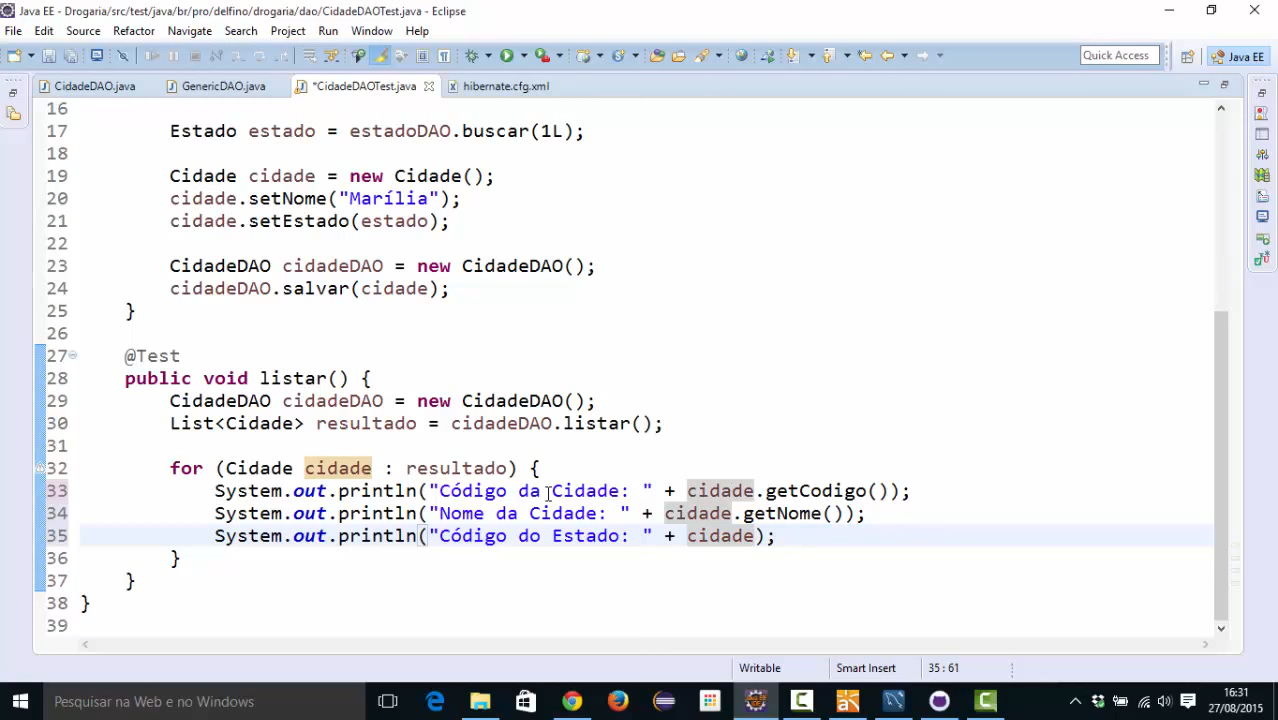 Java EE - Drogaria/src/test/java/br/pro/delfino/drogaria/dao/CidadeDAOTest.java - Eclipse
File Edit Source Refactor Navigate Search Project Run Window Help
Quick Access Java EE
CidadeDAO.java GenericDAO.java *CidadeDAOTest.java hibernate.cfg.xml
16
17 Estado estado = estadoDAO.buscar(1L);
18
19 Cidade cidade = new Cidade();
20 cidade.setNome("Marília");
21 cidade.setEstado(estado);
22
23 CidadeDAO cidadeDAO = new CidadeDAO();
24 cidadeDAO.salvar(cidade);
25 }
26
27 @Test
28 public void listar() {
29 CidadeDAO cidadeDAO = new CidadeDAO();
30 List<Cidade> resultado = cidadeDAO.listar();
31
32 for (Cidade cidade : resultado) {
33 System.out.println("Código da Cidade: " + cidade.getCodigo());
34 System.out.println("Nome da Cidade: " + cidade.getNome());
35 System.out.println("Código do Estado: " + cidade);
36 }
37 }
38 }
39
Writable Smart Insert 35 : 61
Pesquisar na Web e no Windows
16:31
27/08/2015